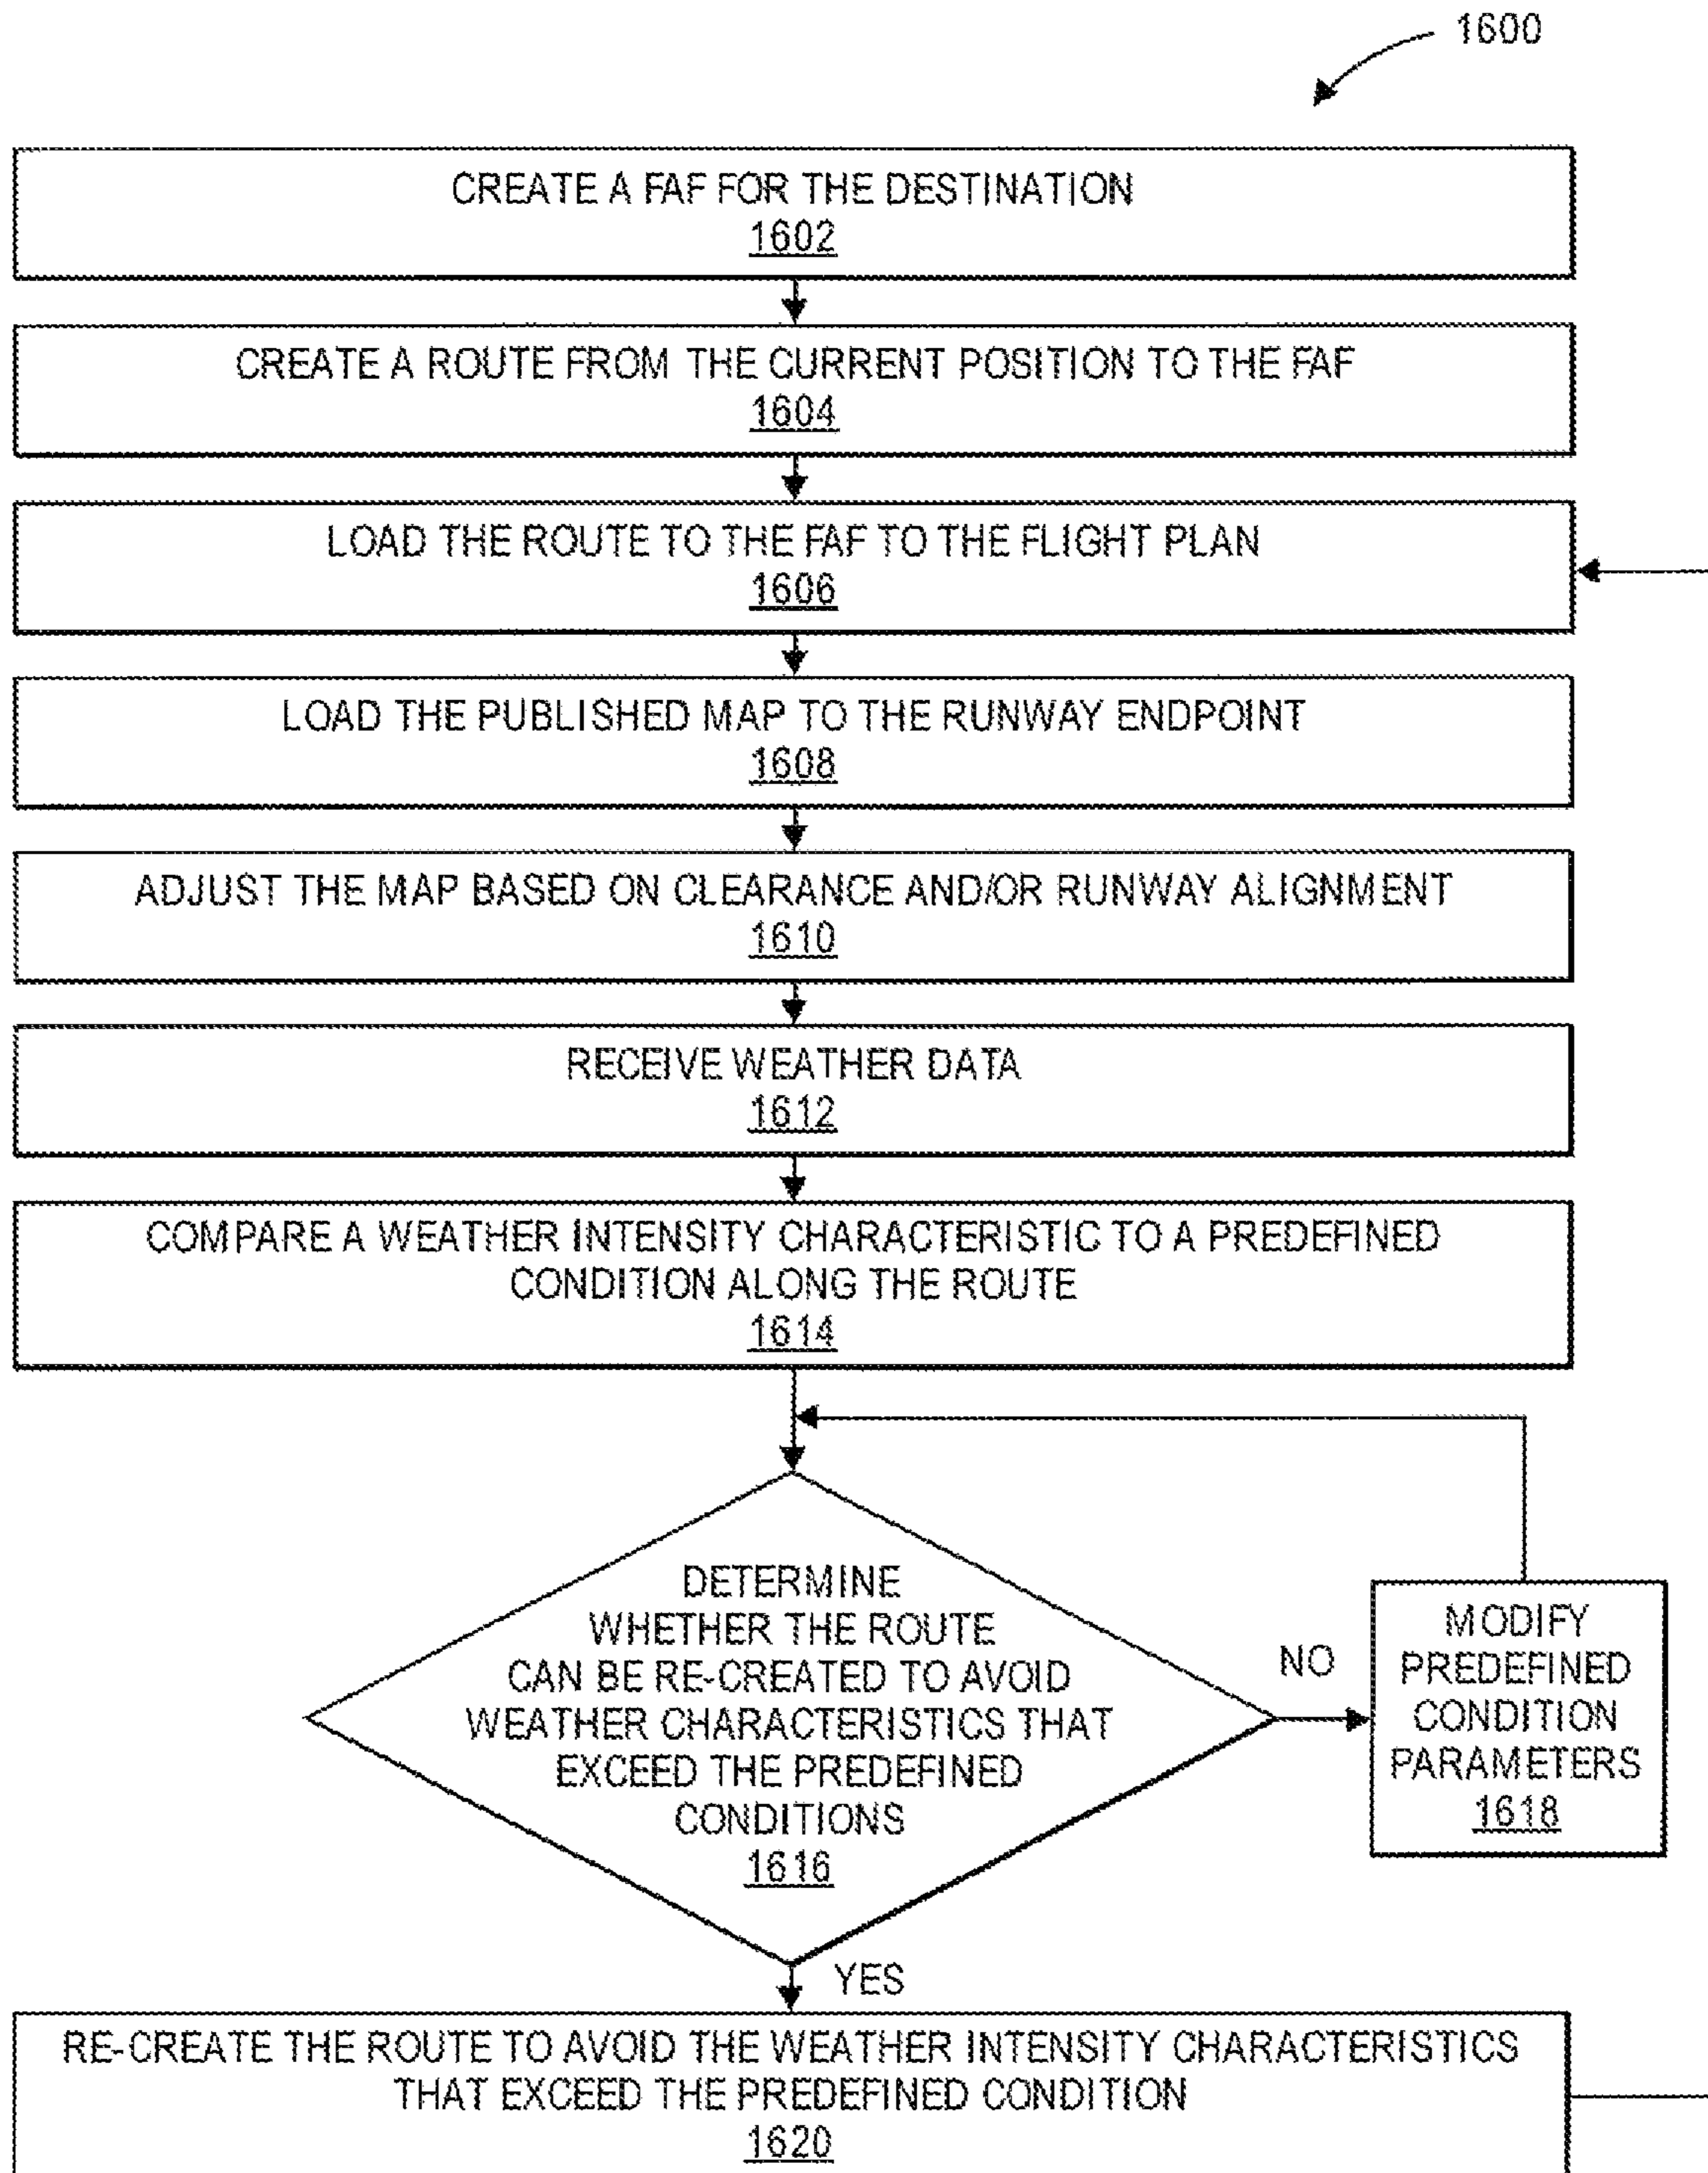 1600
CREATE A FAF FOR THE DESTINATION
1602
CREATE A ROUTE FROM THE CURRENT POSITION TO THE FAF
1604
LOAD THE ROUTE TO THE FAF TO THE FLIGHT PLAN
1606
LOAD THE PUBLISHED MAP TO THE RUNWAY ENDPOINT
1608
ADJUST THE MAP BASED ON CLEARANCE AND/OR RUNWAY ALIGNMENT
1610
RECEIVE WEATHER DATA
1612
COMPARE A WEATHER INTENSITY CHARACTERISTIC TO A PREDEFINED
CONDITION ALONG THE ROUTE
1614
DETERMINE
WHETHER THE ROUTE
CAN BE RE-CREATED TO AVOID
WEATHER CHARACTERISTICS THAT
EXCEED THE PREDEFINED
CONDITIONS
1616
NO
MODIFY
PREDEFINED
CONDITION
PARAMETERS
1618
YES
RE-CREATE THE ROUTE TO AVOID THE WEATHER INTENSITY CHARACTERISTICS
THAT EXCEED THE PREDEFINED CONDITION
1620